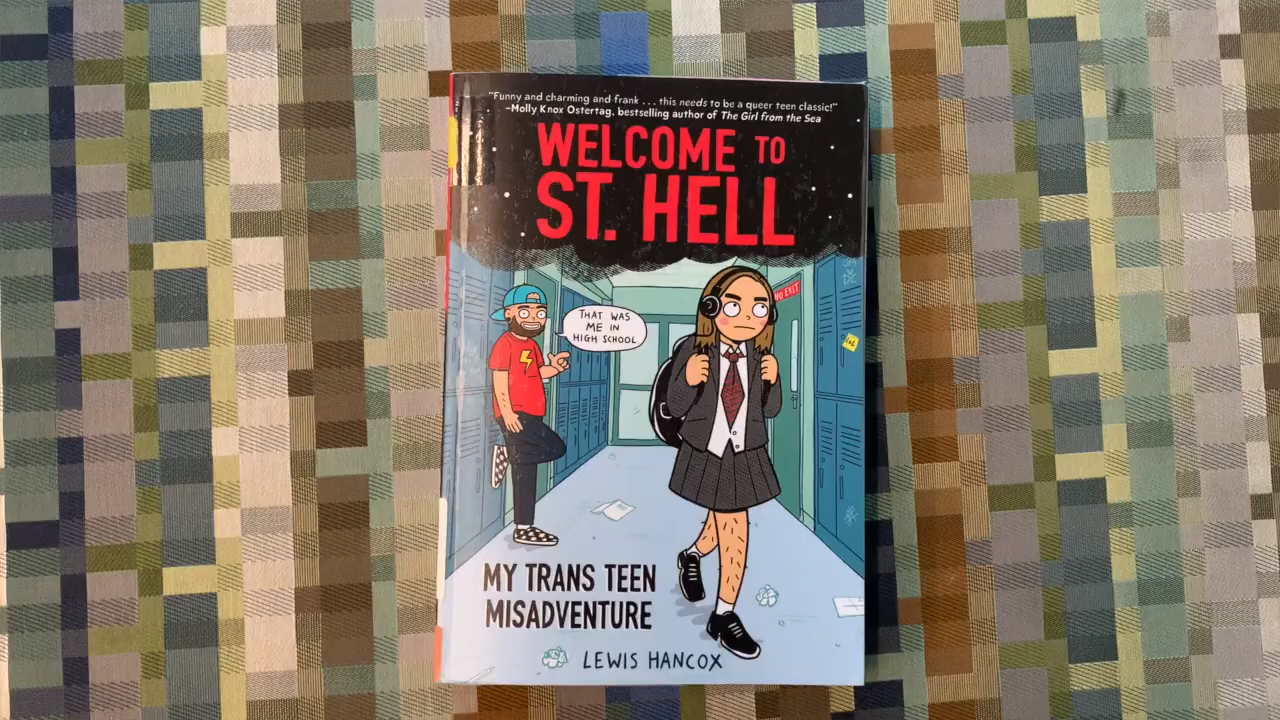 "Funny and charming and frank . . . this needs to be a queer teen classic!"
–Molly Knox Ostertag, bestselling author of The Girl from the Sea
WELCOME TO
ST. HELL
NO EXIT
THAT WAS
ME IN
HIGH SCHOOL
MY TRANS TEEN
MISADVENTURE
LEWIS HANCOX